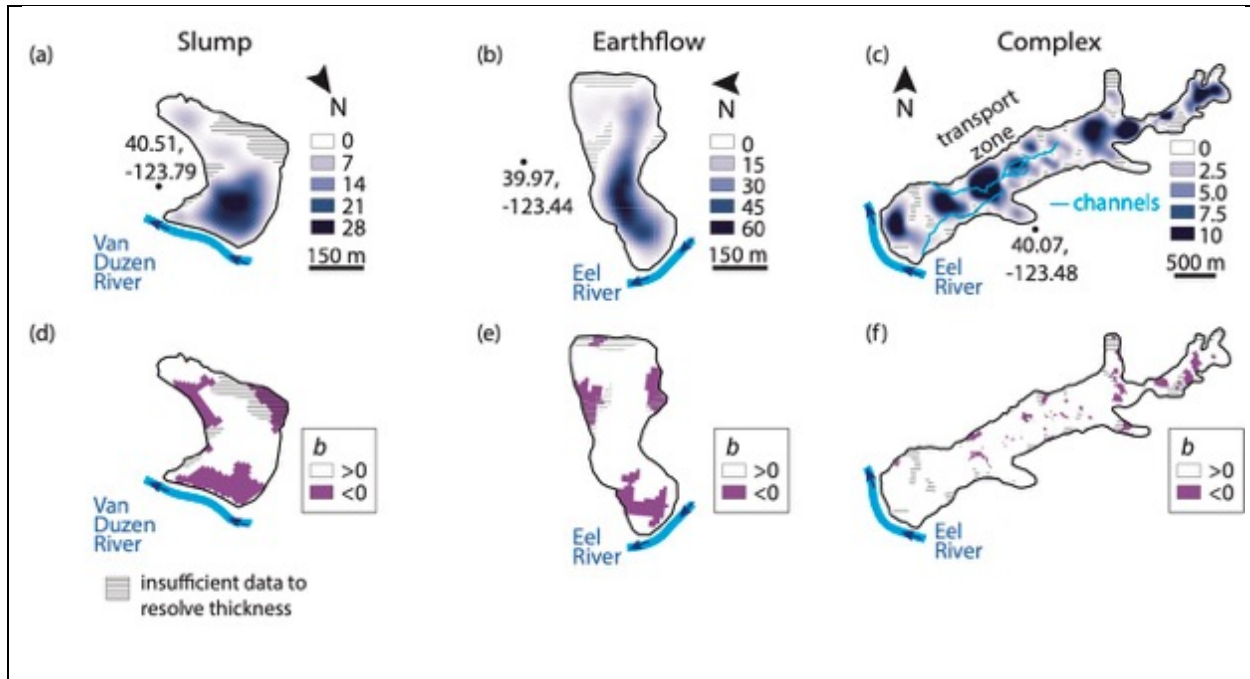 Slump
Earthflow
Complex
(a)
N
40.51,
-123.79
0
7
14
21
28
150 m
Van
Duzen
River
(b)
N
39.97,
-123.44
0
15
30
45
60
150 m
Eel
River
(c)
N
transport
zone
channels
40.07,
-123.48
0
2.5
5.0
7.5
10
500 m
Eel
River
(d)
b
>0
<0
Van
Duzen
River
insufficient data to
resolve thickness
(e)
b
>0
<0
Eel
River
(f)
b
>0
<0
Eel
River